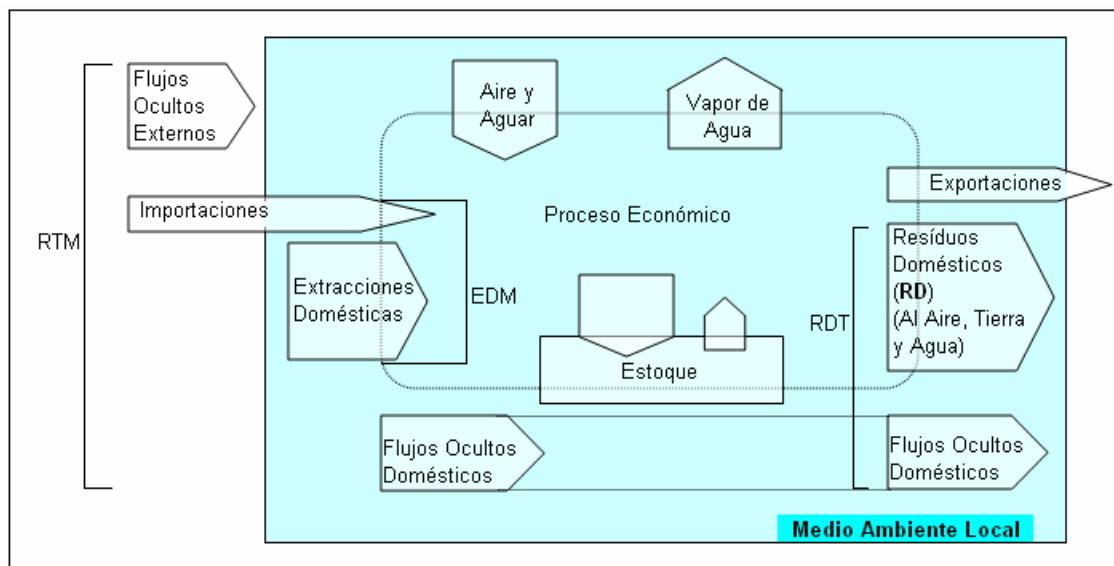 Flujos
Ocultos
Externos
Aire y
Aguar
Vapor de
Agua
Importaciones
Exportaciones
RTM
Proceso Económico
Extracciones
Domésticas
EDM
Resíduos
Domésticos
(RD)
(Al Aire, Tierra
y Agua)
RDT
Estoque
Flujos Ocultos
Domésticos
Flujos Ocultos
Domésticos
Medio Ambiente Local